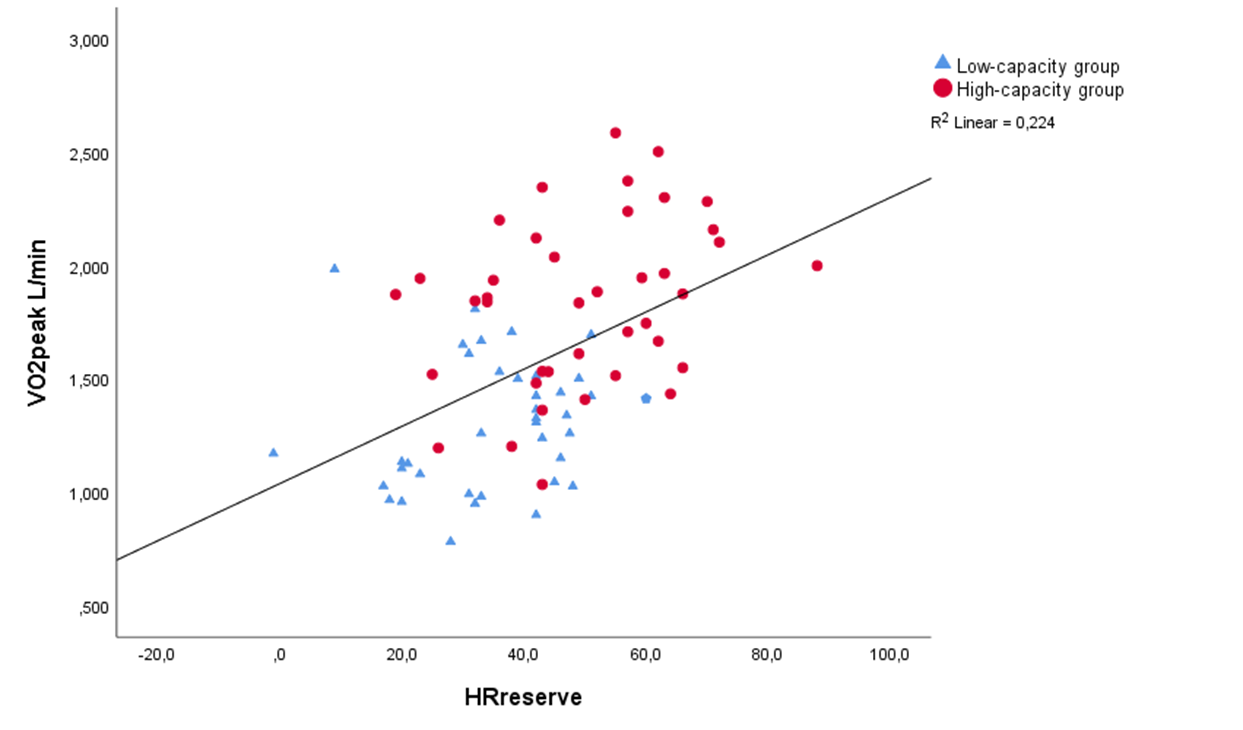 3,000
2,500
2,000
1,500
1,000
,500
VO2peak L/min
-20,0 ,0 20,0 40,0 60,0 80,0 100,0
HRreserve
Low-capacity group
High-capacity group
R2 Linear = 0,224